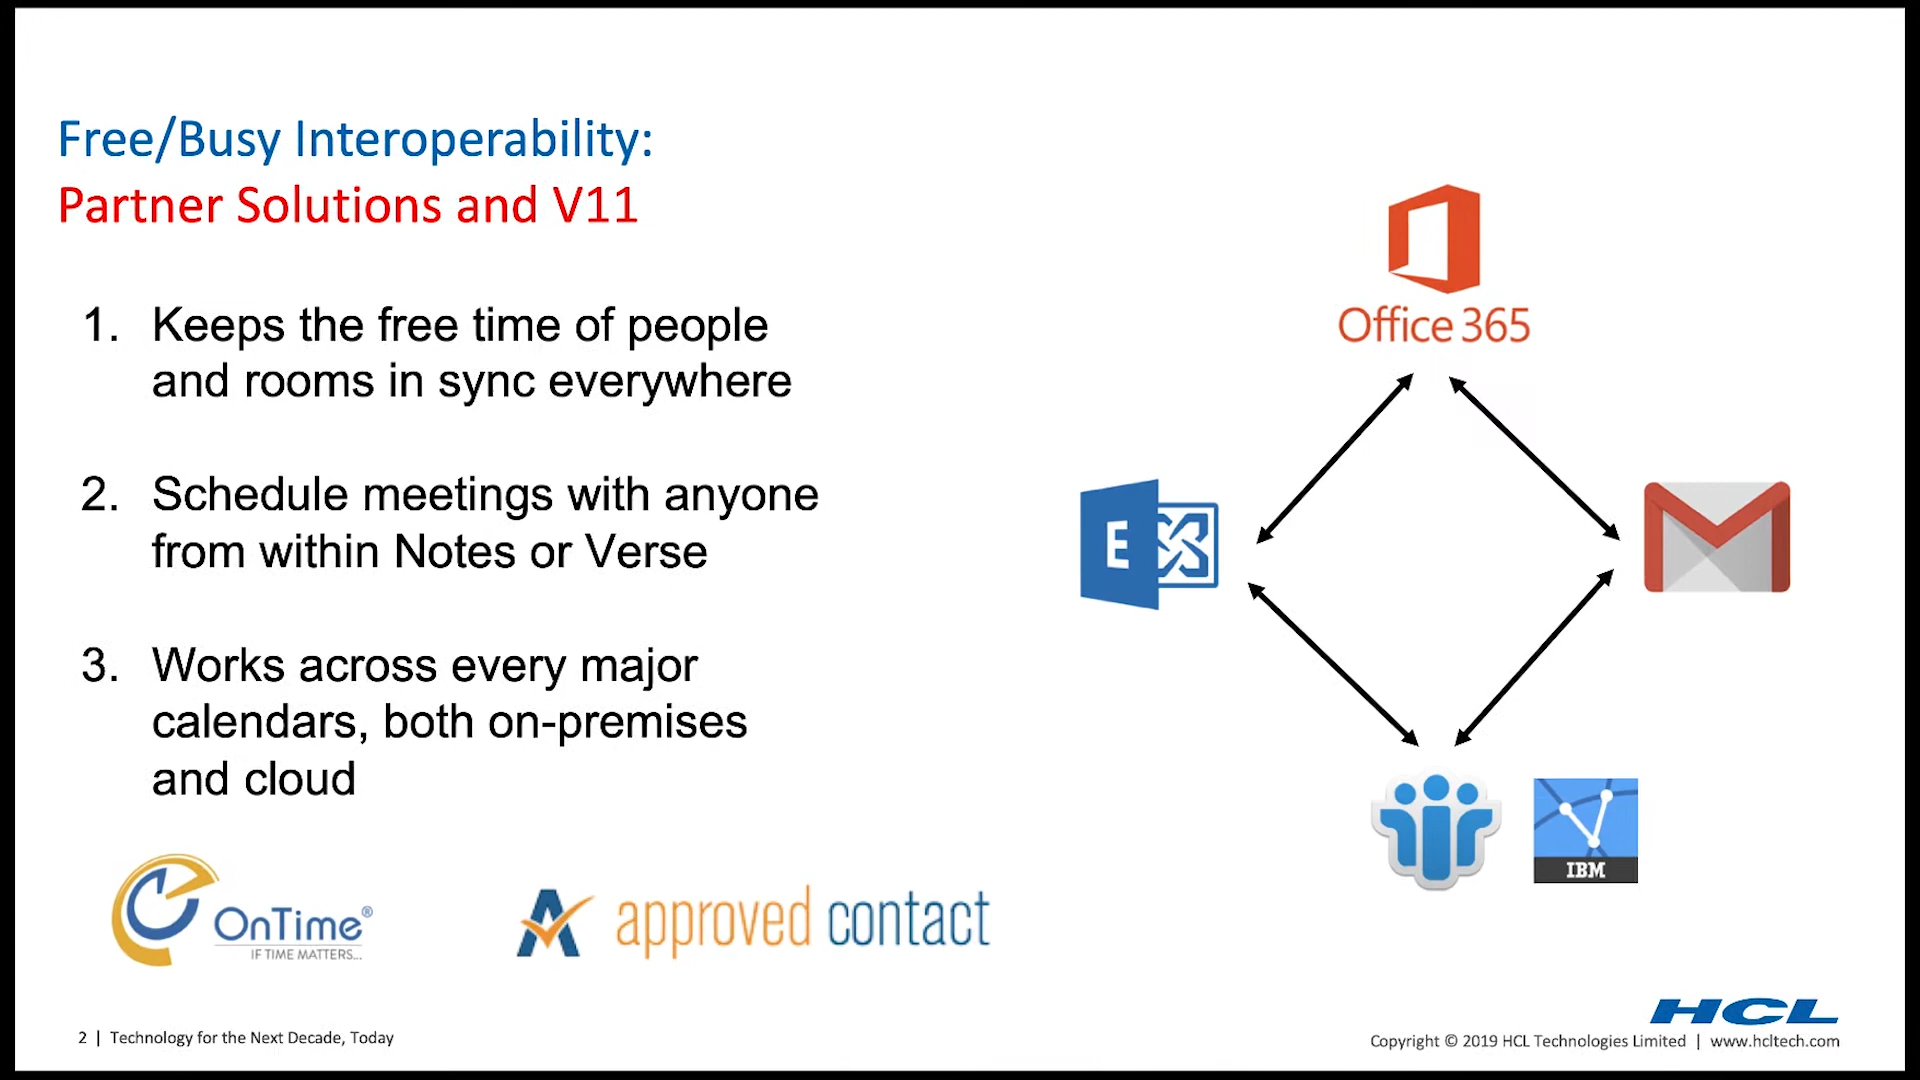 Free/Busy Interoperability:
Partner Solutions and V11
1. Keeps the free time of people
and rooms in sync everywhere
2. Schedule meetings with anyone
from within Notes or Verse
3. Works across every major
calendars, both on-premises
and cloud
Office 365
E
IBM
OnTime®
IF TIME MATTERS...
approved contact
HCL
2 | Technology for the Next Decade, Today
Copyright © 2019 HCL Technologies Limited | www.hcltech.com